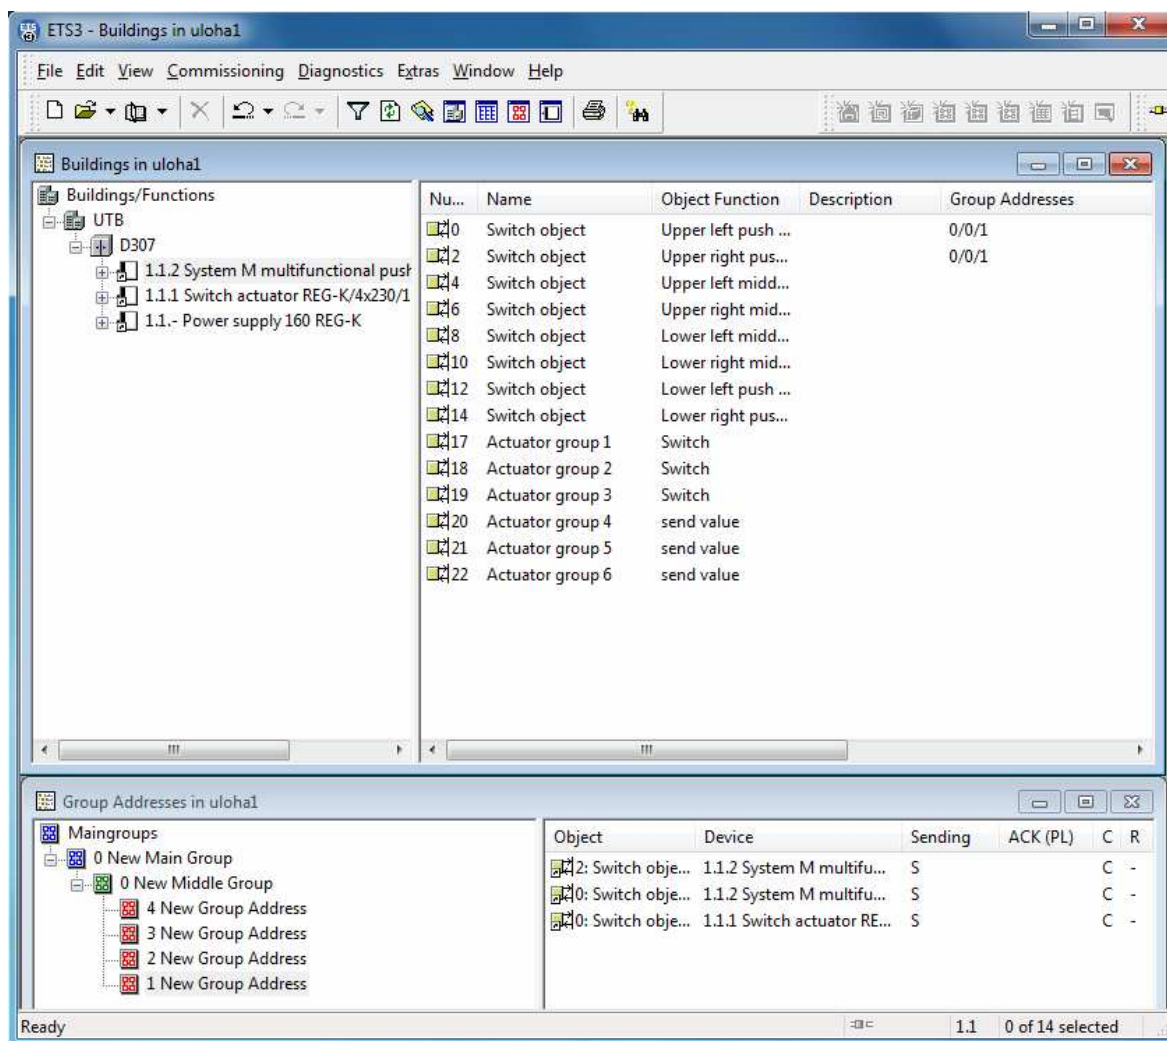 ETS3 - Buildings in uloha1
File Edit View Commissioning Diagnostics Extras Window Help
Buildings in uloha1
Buildings/Functions
UTB
D307
1.1.2 System M multifunctional push
1.1.1 Switch actuator REG-K/4x230/1
1.1.- Power supply 160 REG-K
Nu... Name Object Function Description Group Addresses
0 Switch object Upper left push ... 0/0/1
2 Switch object Upper right pus... 0/0/1
4 Switch object Upper left midd...
6 Switch object Upper right mid...
8 Switch object Lower left midd...
10 Switch object Lower right mid...
12 Switch object Lower left push ...
14 Switch object Lower right pus...
17 Actuator group 1 Switch
18 Actuator group 2 Switch
19 Actuator group 3 Switch
20 Actuator group 4 send value
21 Actuator group 5 send value
22 Actuator group 6 send value
Group Addresses in uloha1
Maingroups
0 New Main Group
0 New Middle Group
4 New Group Address
3 New Group Address
2 New Group Address
1 New Group Address
Object Device Sending ACK (PL) C R
2: Switch obje... 1.1.2 System M multifu... S C -
0: Switch obje... 1.1.2 System M multifu... S C -
0: Switch obje... 1.1.1 Switch actuator RE... S C -
Ready 1.1 0 of 14 selected